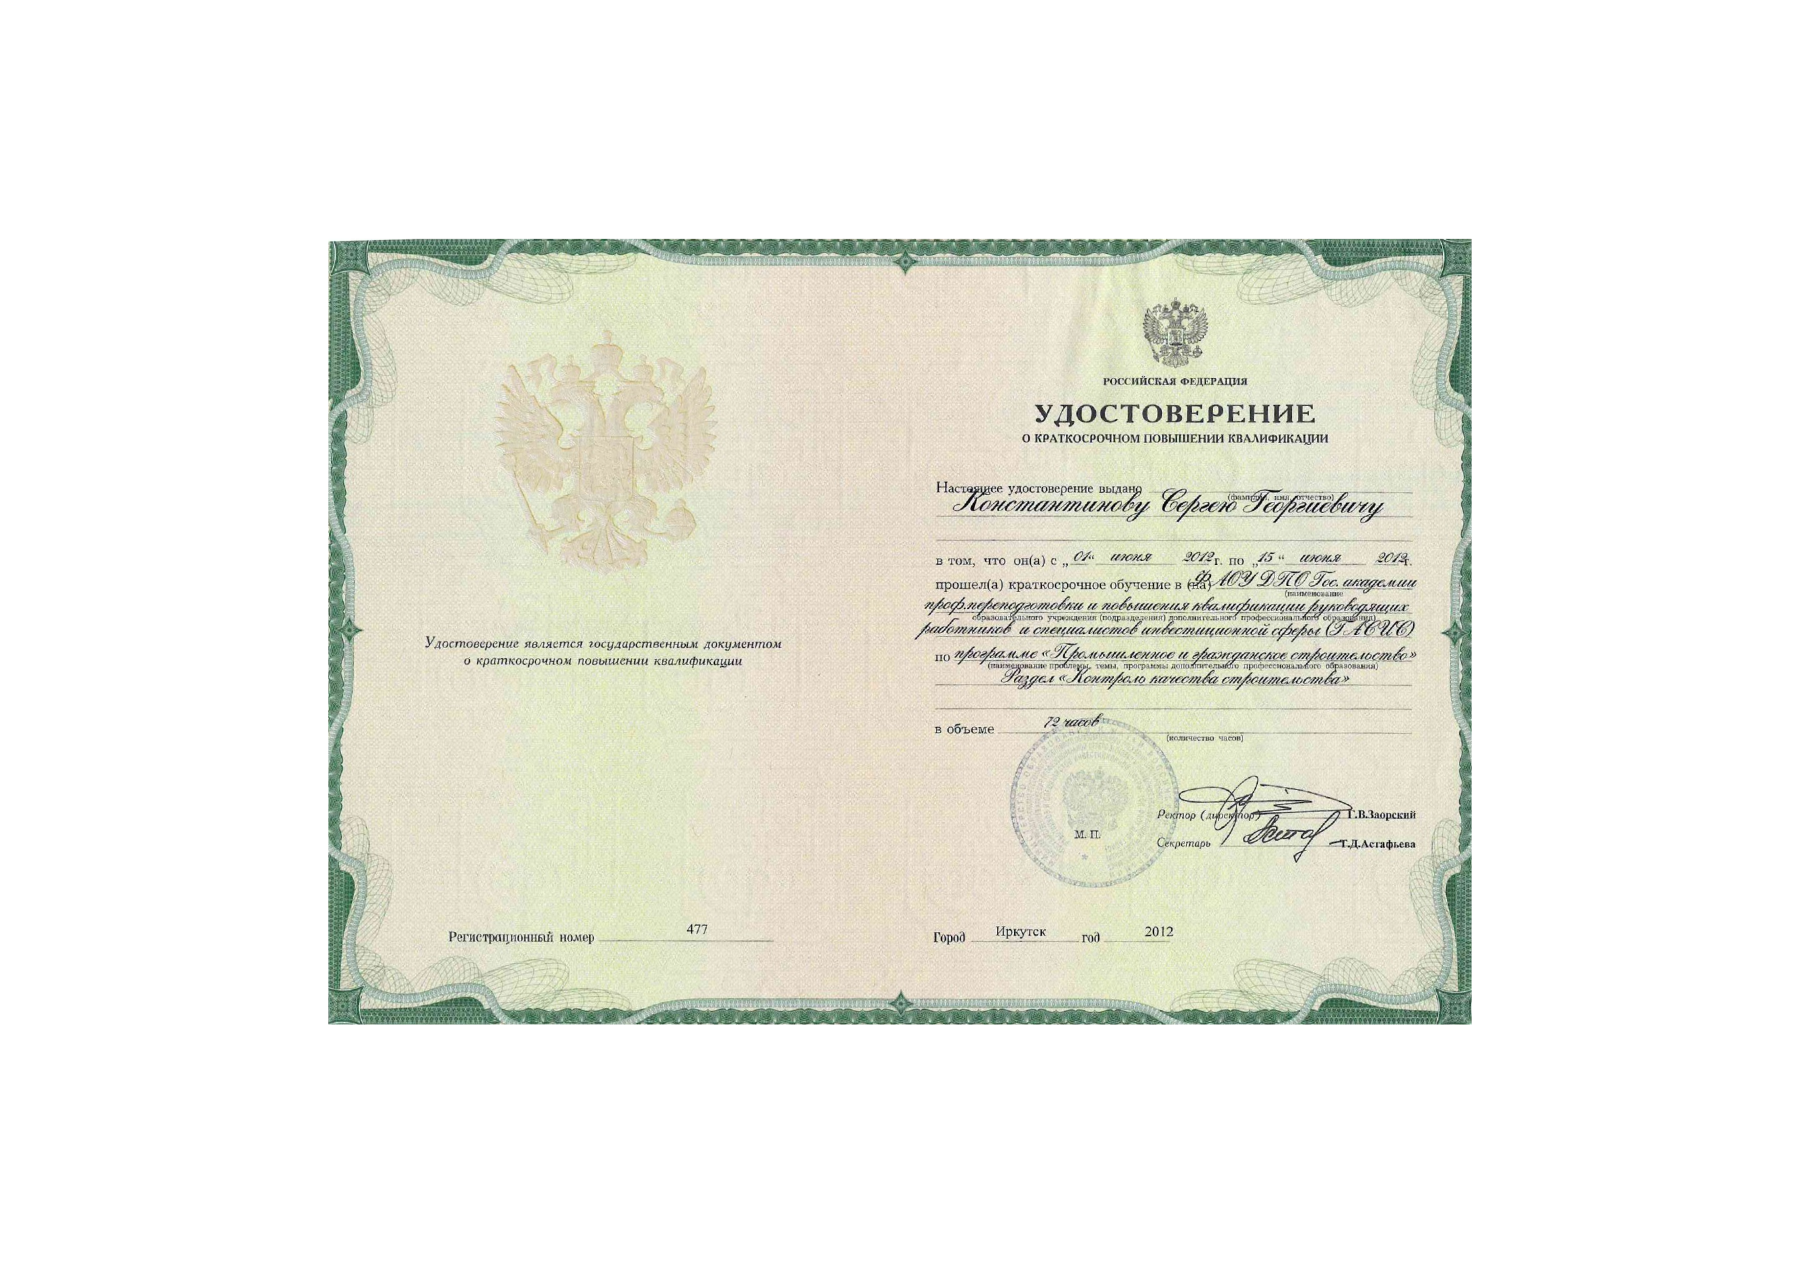 Удостоверение является государственным документом
о краткосрочном повышении квалификации
Регистрационный номер 477
РОССИЙСКАЯ ФЕДЕРАЦИЯ
УДОСТОВЕРЕНИЕ
О КРАТКОСРОЧНОМ ПОВЫШЕНИИ КВАЛИФИКАЦИИ
Настоящее удостоверение выдано
(фамилия, имя, отчество)
Константинову Сергею Георгиевичу
в том, что он(а) с „01“ июня 2012 г. по „15“ июня 2012 г.
прошел(а) краткосрочное обучение в (на) ФАОУ ДПО Гос. академии
(наименование
проф.переподготовки и повышения квалификации руководящих
образовательного учреждения (подразделения) дополнительного профессионального образования)
работников и специалистов инвестиционной сферы (ГАСИС)
по программе «Промышленное и гражданское строительство»
(наименование проблемы, темы, программы дополнительного профессионального образования)
Раздел «Контроль качества строительства»
в объеме 72 часов
(количество часов)
Ректор (директор) Г.В.Заорский
М. П.
Секретарь Т.Д.Астафьева
Город Иркутск год 2012